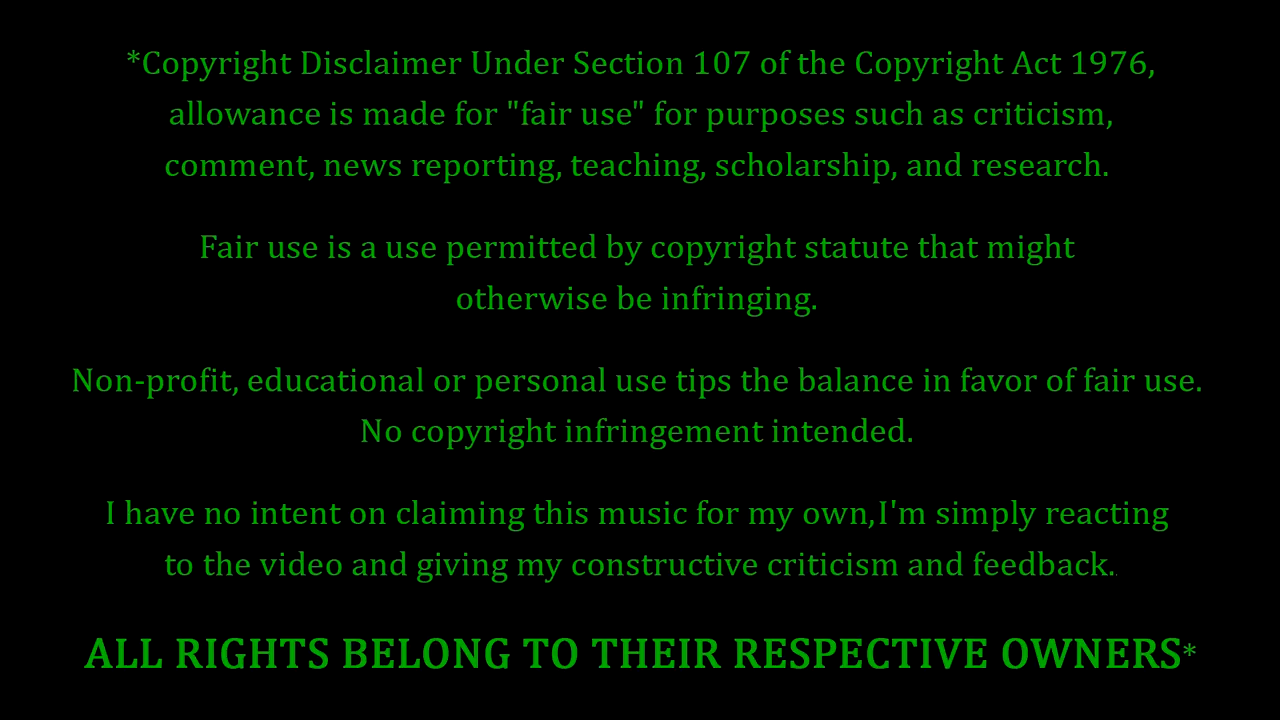 *Copyright Disclaimer Under Section 107 of the Copyright Act 1976,
allowance is made for "fair use" for purposes such as criticism,
comment, news reporting, teaching, scholarship, and research.
Fair use is a use permitted by copyright statute that might
otherwise be infringing.
Non-profit, educational or personal use tips the balance in favor of fair use.
No copyright infringement intended.
I have no intent on claiming this music for my own,I'm simply reacting
to the video and giving my constructive criticism and feedback..
ALL RIGHTS BELONG TO THEIR RESPECTIVE OWNERS*